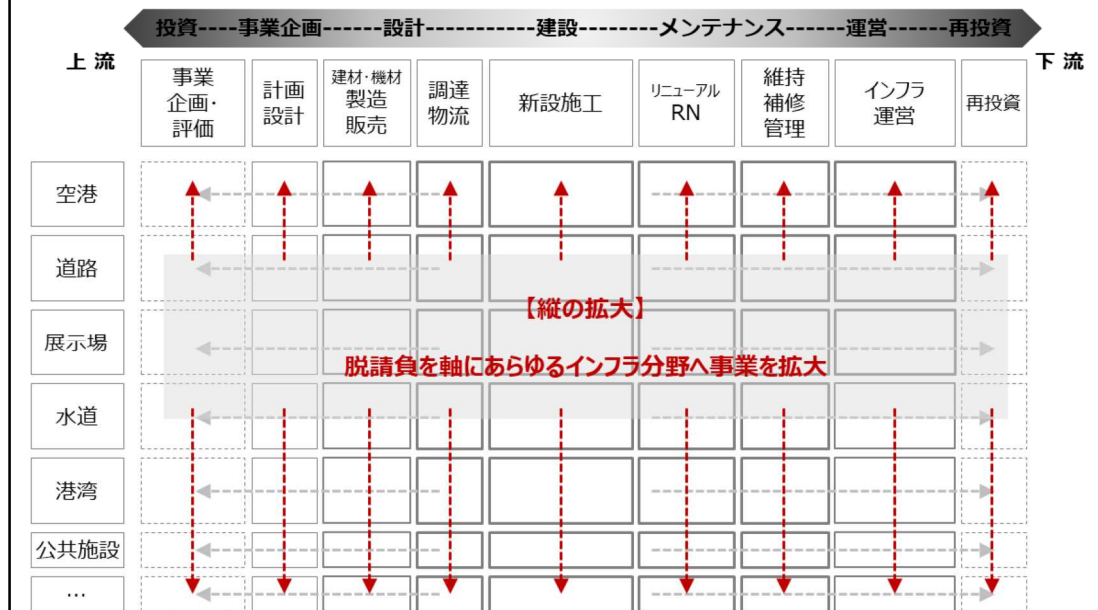 投資----事業企画------設計-----------建設--------メンテナンス------運営------再投資
上 流
下 流
事業
企画・
評価
計画
設計
建材・機材
製造
販売
調達
物流
新設施工
リニューアル
RN
維持
補修
管理
インフラ
運営
再投資
空港
道路
【縦の拡大】
展示場
脱請負を軸にあらゆるインフラ分野へ事業を拡大
水道
港湾
公共施設
…